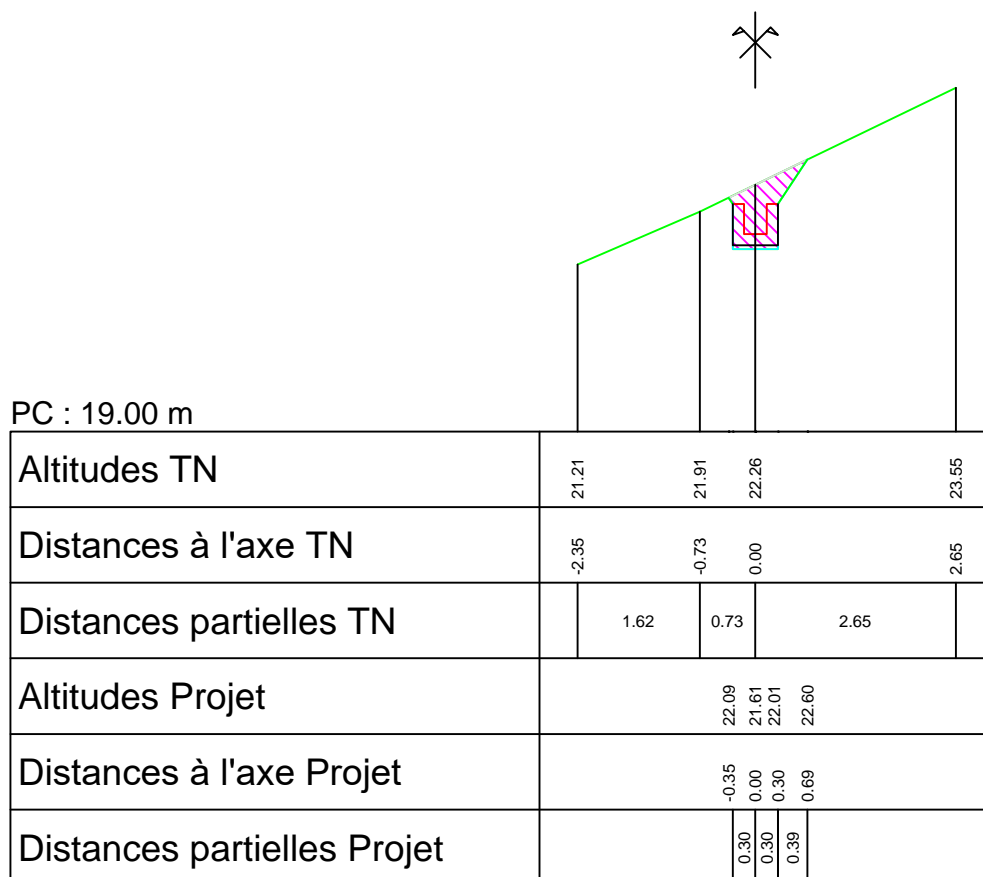 PC : 19.00 m
Altitudes TN 21.21 21.91 22.26 23.55
Distances à l'axe TN -2.35 -0.73 0.00 2.65
Distances partielles TN 1.62 0.73 2.65
Altitudes Projet 22.09 21.61 22.01 22.60
Distances à l'axe Projet -0.35 0.00 0.30 0.69
Distances partielles Projet 0.30 0.30 0.39